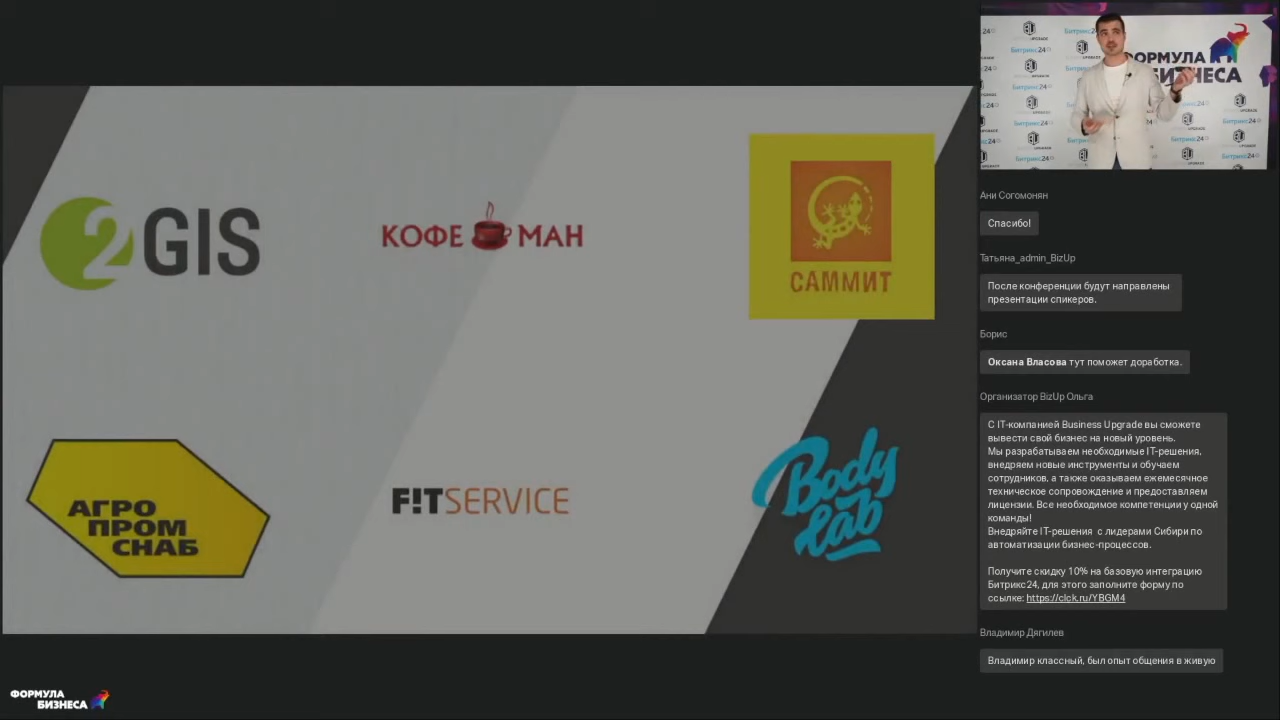 2GIS
КОФЕ МАН
САММИТ
АГРО
ПРОМ
СНАБ
F!TSERVICE
Body
lab
ФОРМУЛА
БИЗНЕСА
Битрикс24
ФОРМУЛА
БИЗНЕСА
Ани Согомонян
Спасибо!
Татьяна_admin_BizUp
После конференции будут направлены
презентации спикеров.
Борис
Оксана Власова тут поможет доработка.
Организатор BizUp Ольга
С IT-компанией Business Upgrade вы сможете
вывести свой бизнес на новый уровень.
Мы разрабатываем необходимые IT-решения,
внедряем новые инструменты и обучаем
сотрудников, а также оказываем ежемесячное
техническое сопровождение и предоставляем
лицензии. Все необходимое компетенции у одной
команды!
Внедряйте IT-решения с лидерами Сибири по
автоматизации бизнес-процессов.
Получите скидку 10% на базовую интеграцию
Битрикс24, для этого заполните форму по
ссылке: https://clck.ru/YBGM4
Владимир Дягилев
Владимир классный, был опыт общения в живую